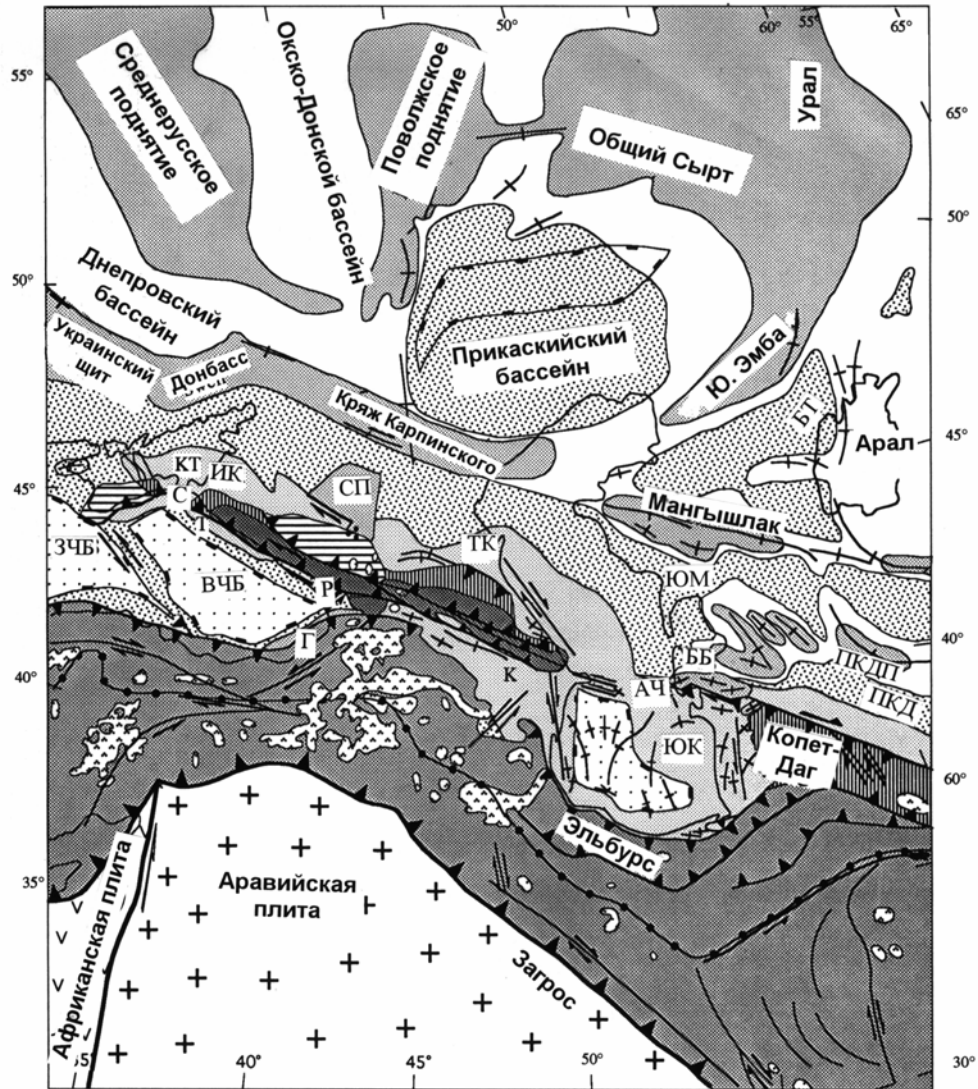 50°
60°
55°
65°
55°
Среднерусское
поднятие
Окско-Донской бассейн
Поволжское
поднятие
Урал
Общий Сырт
65°
50°
50°
Днепровский
бассейн
Украинский
щит
Донбасс
Прикаскийский
бассейн
Ю. Эмба
Кряж Карпинского
БТ
Арал
45°
45°
КТ
ИК
СП
С
Т
Мангышлак
ЗЧБ
ВЧБ
ТК
ЮМ
Р
Г
40°
ББ
ПКДП
К
АЧ
ПКД
40°
ЮК
Копет-
Даг
60°
Эльбурс
35°
Африканская плита
Аравийская
плита
Загрос
35°
40°
45°
50°
30°